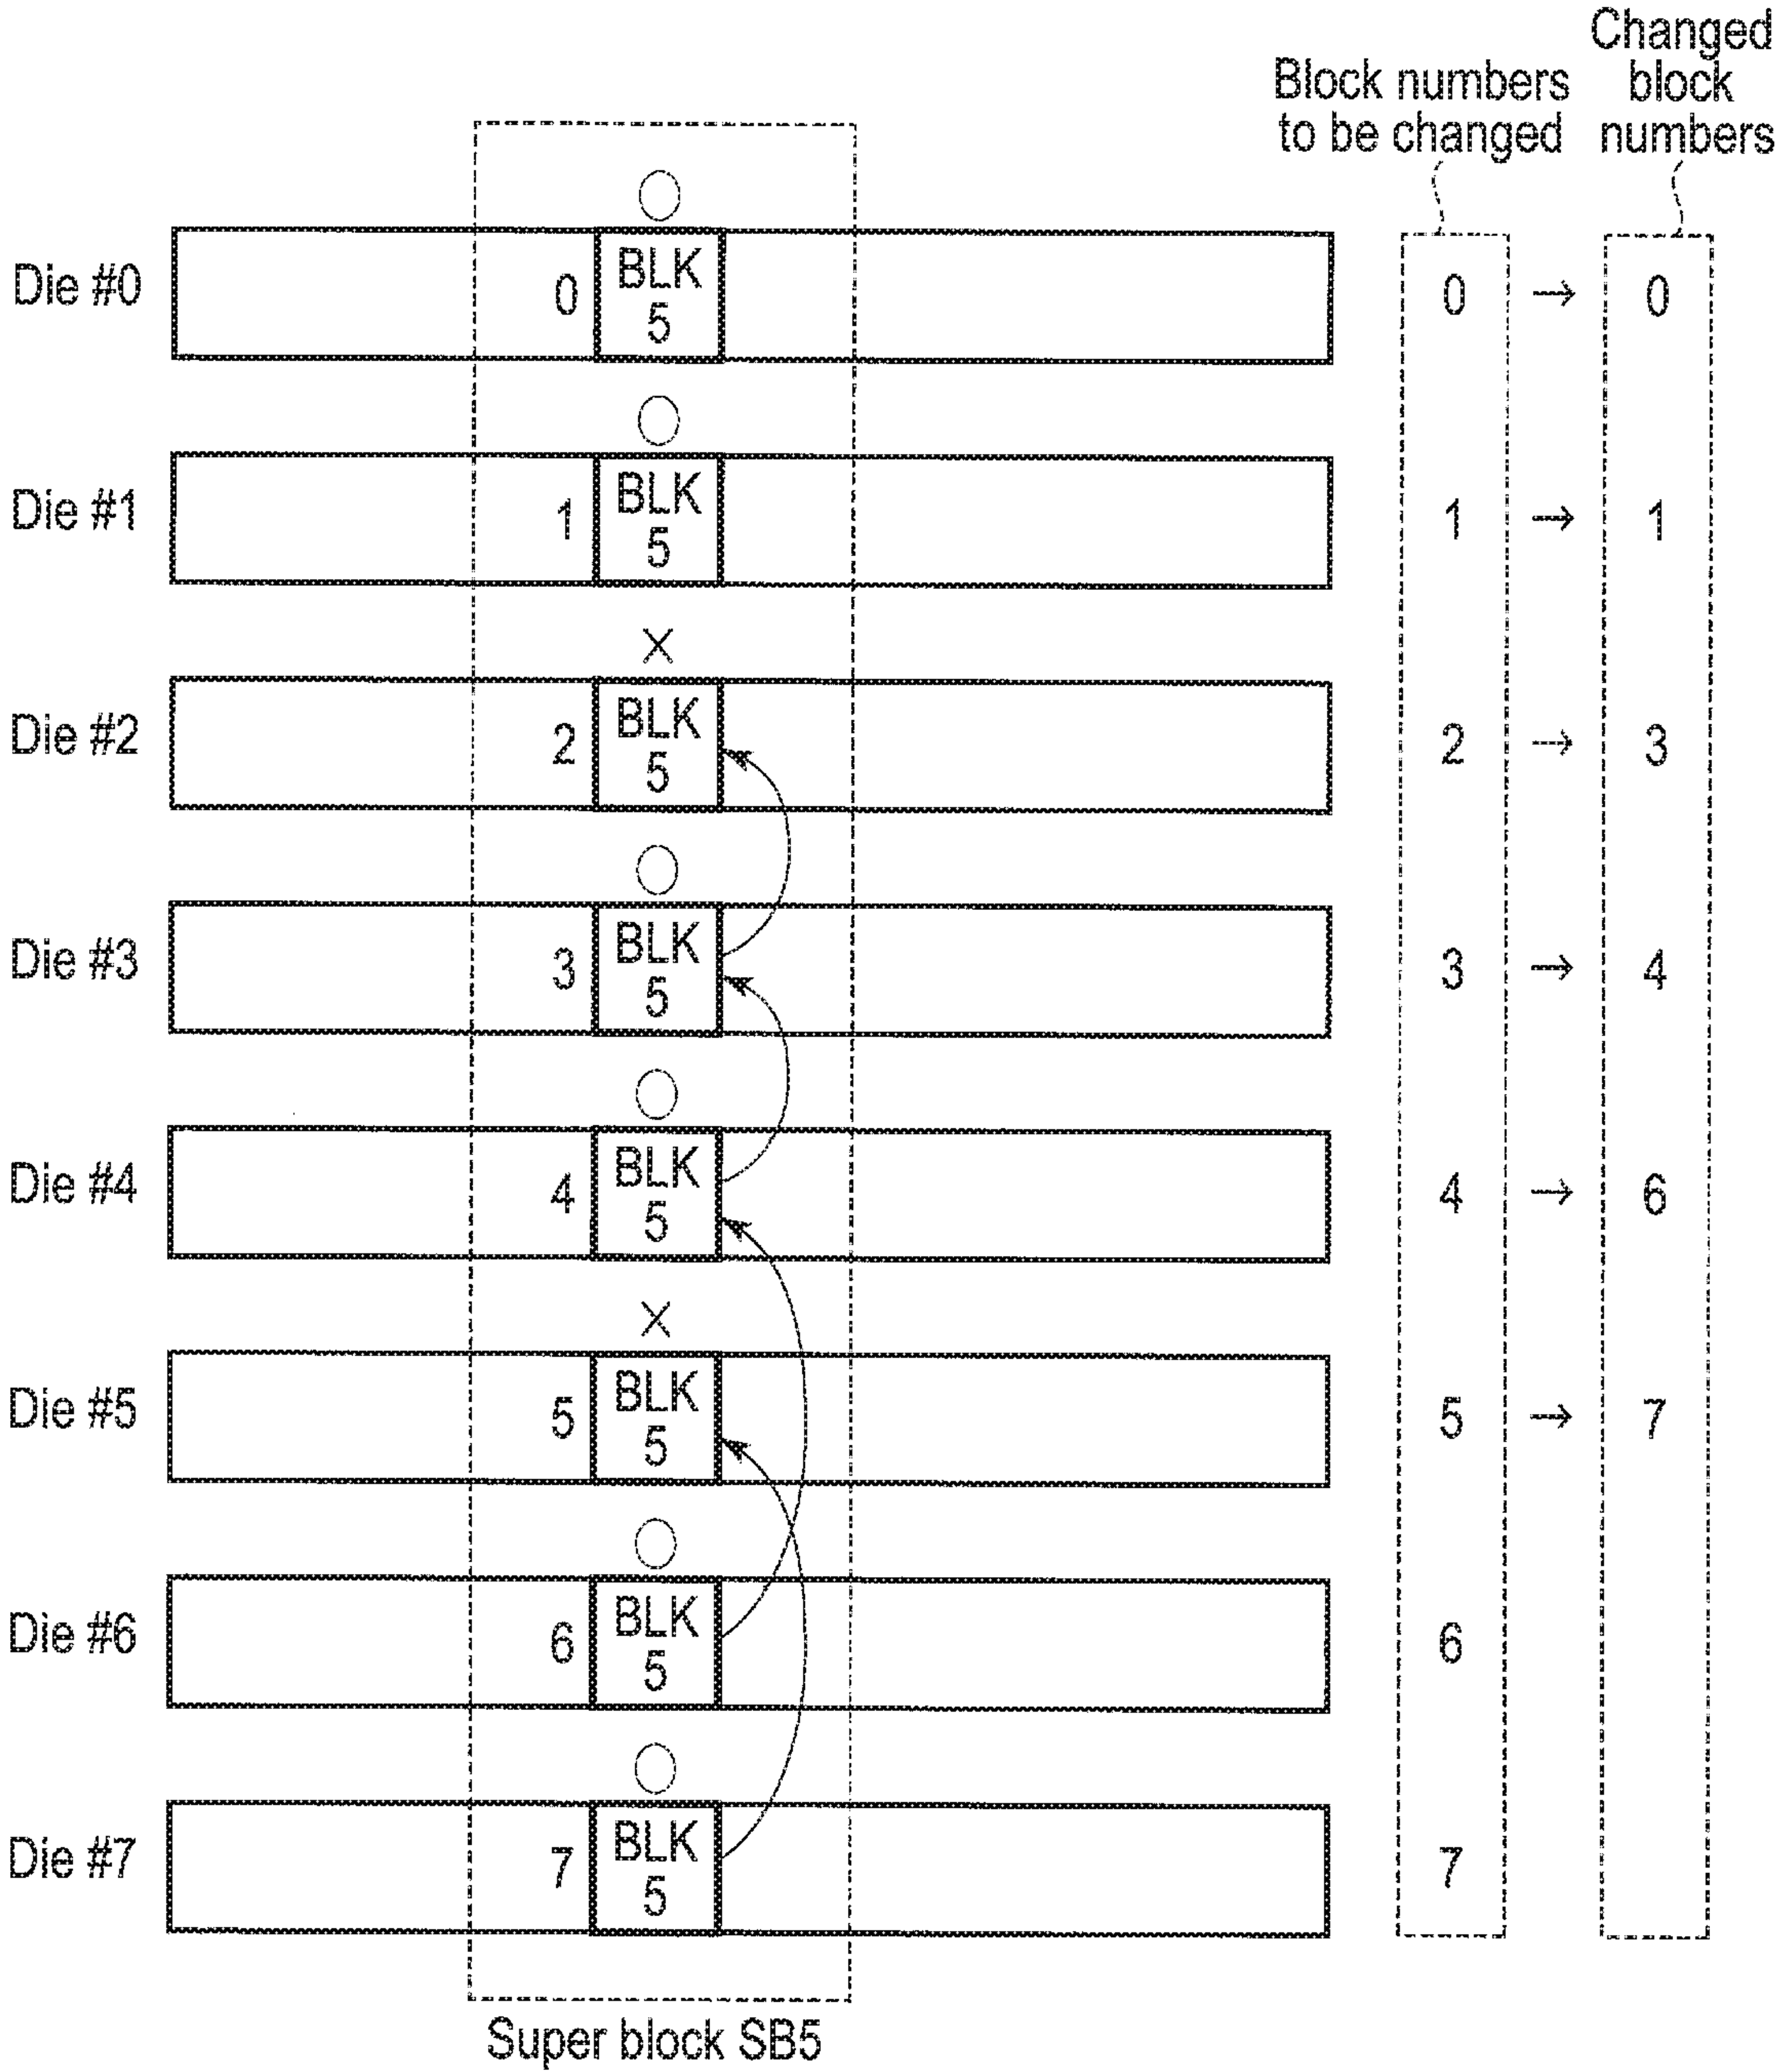 Block numbers
to be changed
Changed
block
numbers
Die #0
0
BLK
5
0 → 0
Die #1
1
BLK
5
1 → 1
×
Die #2
2
BLK
5
2 → 3
Die #3
3
BLK
5
3 → 4
Die #4
4
BLK
5
4 → 6
×
Die #5
5
BLK
5
5 → 7
Die #6
6
BLK
5
6
Die #7
7
BLK
5
7
Super block SB5